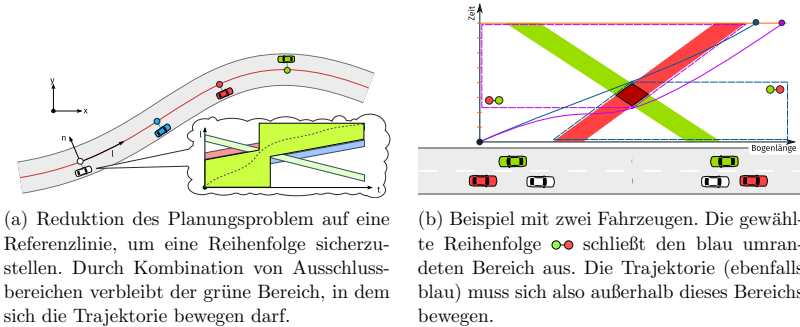 y
x
n
l
l
t
Zeit
Bogenlänge
(a) Reduktion des Planungsproblem auf eine
Referenzlinie, um eine Reihenfolge sicherzu-
stellen. Durch Kombination von Ausschluss-
bereichen verbleibt der grüne Bereich, in dem
sich die Trajektorie bewegen darf.
(b) Beispiel mit zwei Fahrzeugen. Die gewähl-
te Reihenfolge schließt den blau umran-
deten Bereich aus. Die Trajektorie (ebenfalls
blau) muss sich also außerhalb dieses Bereichs
bewegen.